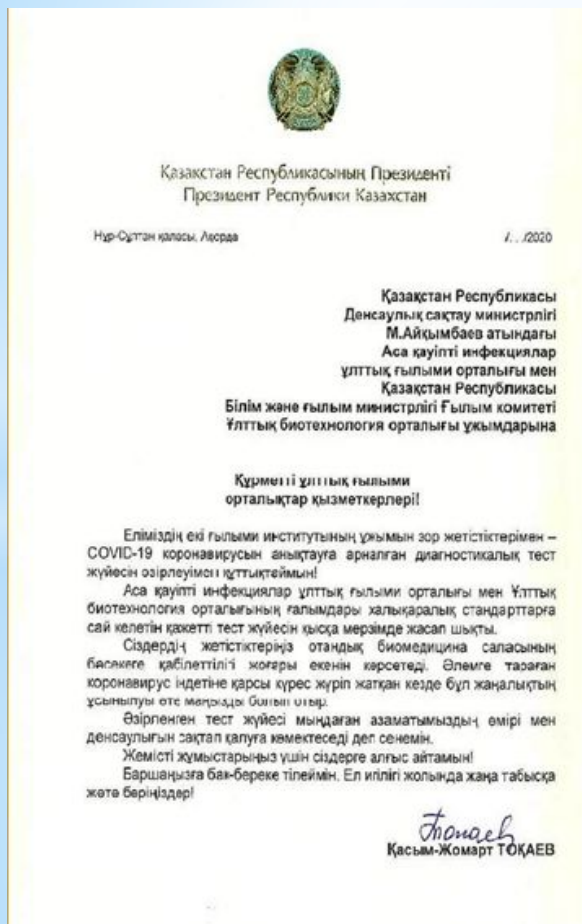 Қазақстан Республикасының Президенті
Президент Республики Казахстан
Нұр-Сұлтан қаласы, Ақорда
/. . ./2020
Қазақстан Республикасы
Денсаулық сақтау министрлігі
М.Айқымбаев атындағы
Аса қауіпті инфекциялар
ұлттық ғылыми орталығы мен
Қазақстан Республикасы
Білім және ғылым министрлігі Ғылым комитеті
Ұлттық биотехнология орталығы ұжымдарына
Құрметті ұлттық ғылыми
орталықтар қызметкерлері!
Еліміздің екі ғылыми институтының ұжымын зор жетістіктерімен –
COVID-19 коронавирусын анықтауға арналған диагностикалық тест
жүйесін әзірлеуімен құттықтаймын!
Аса қауіпті инфекциялар ұлттық ғылыми орталығы мен Ұлттық
биотехнология орталығының ғалымдары халықаралық стандарттарға
сай келетін қажетті тест жүйесін қысқа мерзімде жасап шықты.
Сіздердің жетістіктеріңіз отандық биомедицина саласының
бәсекеге қабілеттілігі жоғары екенін көрсетеді. Әлемге тараған
коронавирус індетіне қарсы күрес жүріп жатқан кезде бұл жаңалықтың
ұсынылуы өте маңызды болып отыр.
Әзірленген тест жүйесі мыңдаған азаматымыздың өмірі мен
денсаулығын сақтап қалуға көмектеседі деп сенемін.
Жемісті жұмыстарыңыз үшін сіздерге алғыс айтамын!
Баршаңызға бақ-береке тілеймін. Ел игілігі жолында жаңа табысқа
жете беріңіздер!
Тоқаев
Қасым-Жомарт ТОҚАЕВ